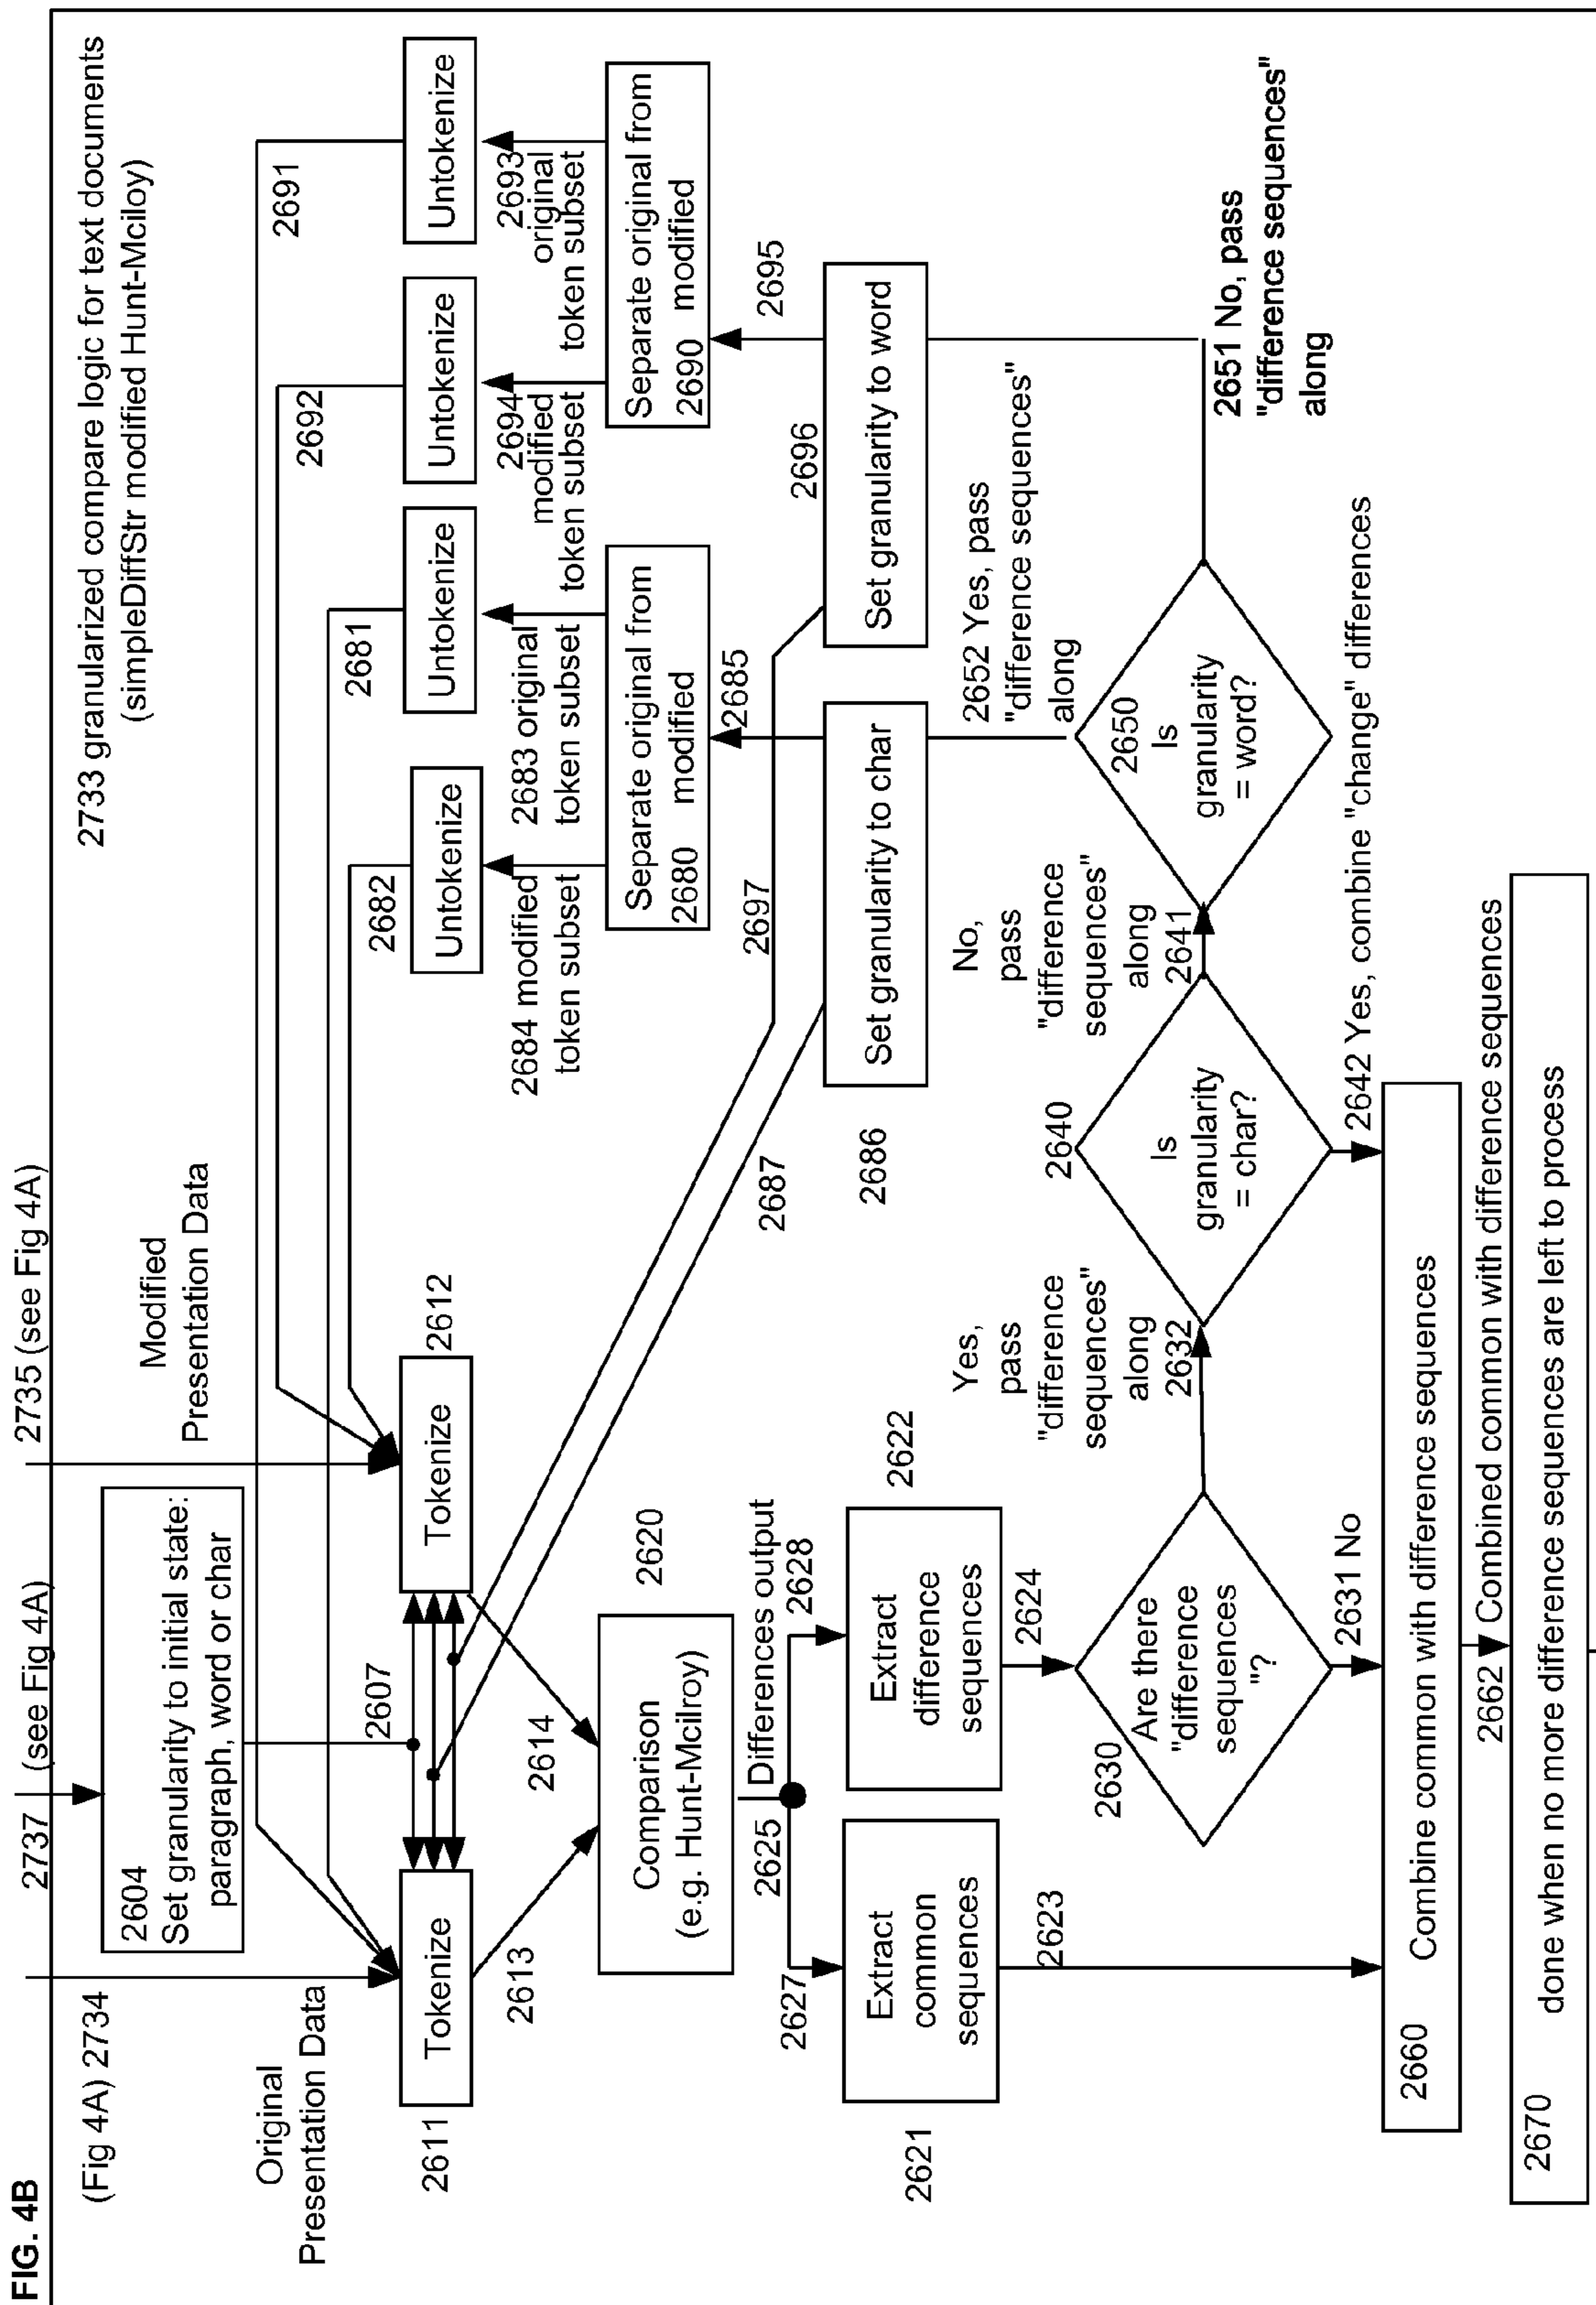 FIG. 4B
2737
(see Fig 4A)
2735 (see Fig 4A)
(Fig 4A) 2734
2733 granularized compare logic for text documents
(simpleDiffStr modified Hunt-Mciloy)
2604
Set granularity to initial state:
paragraph, word or char
Original
Presentation Data
Modified
Presentation Data
2691
2692
2681
2682
2611
Tokenize
2607
Tokenize
2612
Untokenize
Untokenize
Untokenize
Untokenize
2613
2614
2684 modified
token subset
2683 original
token subset
2694
modified
token subset
2693
original
token subset
2620
Comparison
(e.g. Hunt-Mcilroy)
Separate original from
2680 modified
Separate original from
2690 modified
2625
Differences output
2627
2628
2687
2697
2685
2695
2621
Extract
common
sequences
Extract
difference
sequences
2622
2686
Set granularity to char
2696
Set granularity to word
2623
2624
Yes,
pass
"difference
sequences"
along
2632
No,
pass
"difference
sequences"
along
2641
2652 Yes, pass
"difference sequences"
along
2630
Are there
"difference
sequences
"?
2640
Is
granularity
= char?
2650
Is
granularity
= word?
2651 No, pass
"difference sequences"
along
2631 No
2642 Yes, combine "change" differences
2660
Combine common with difference sequences
2662 Combined common with difference sequences
2670
done when no more difference sequences are left to process